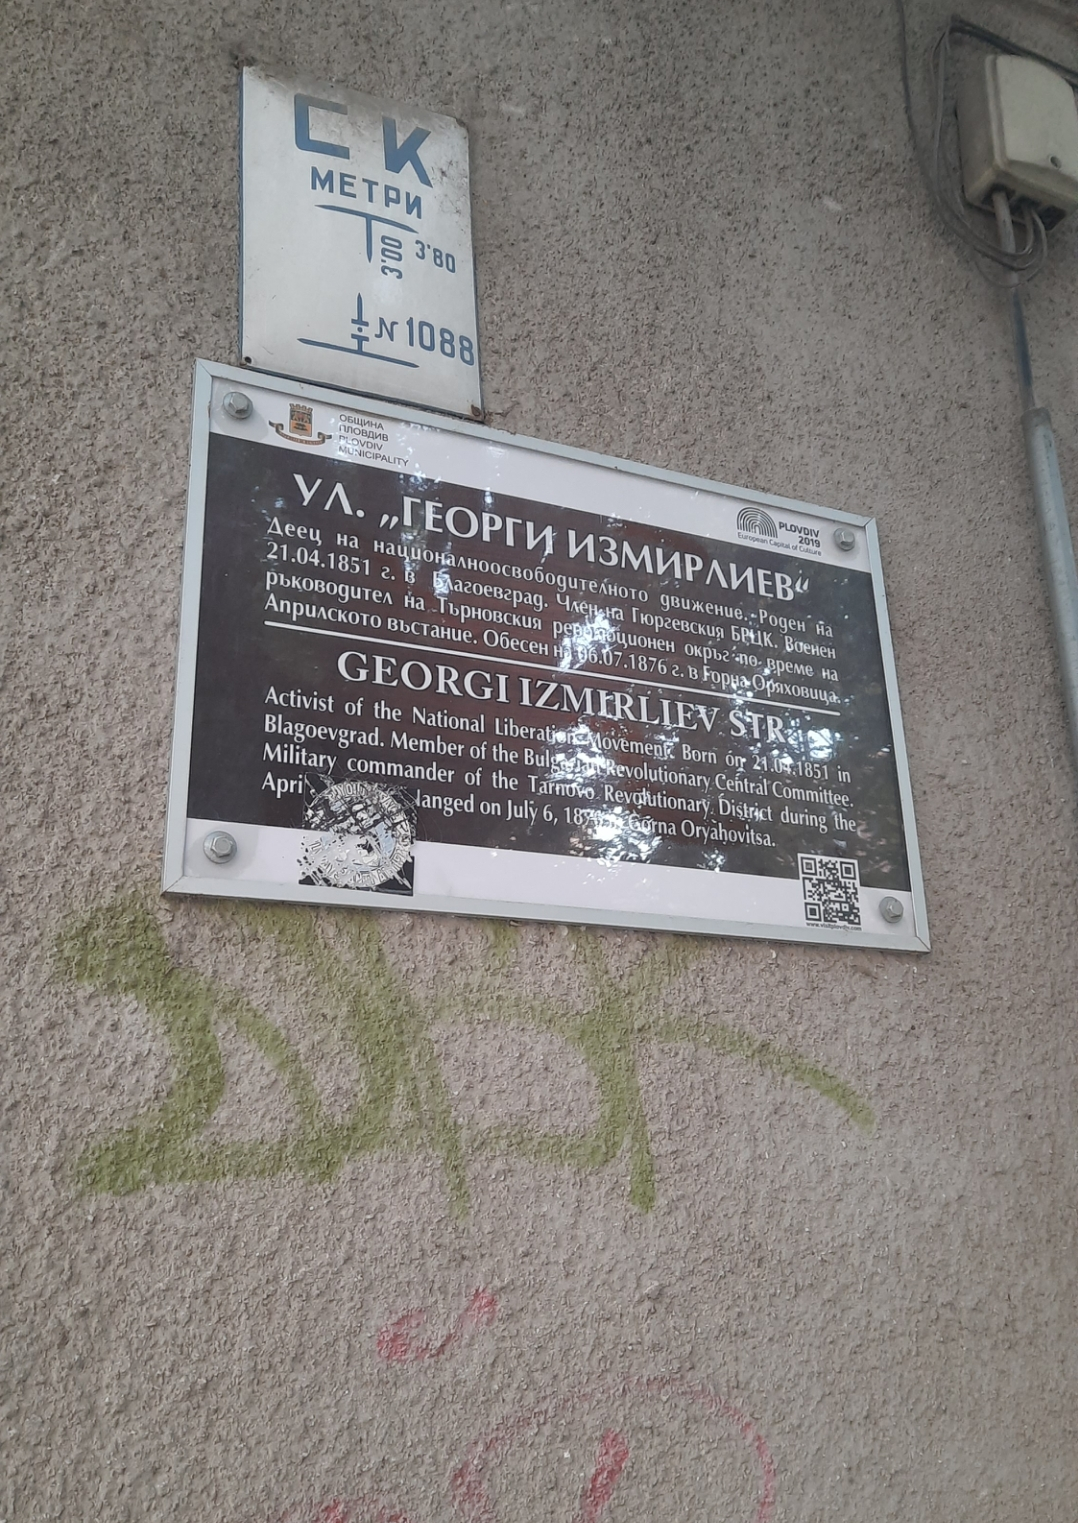 С К
МЕТРИ
3'00 3'80
N 1088
ОБЩИНА
ПЛОВДИВ
PLOVDIV
MUNICIPALITY
PLOVDIV
2019
European Capital of Culture
УЛ. „ГЕОРГИ ИЗМИРЛИЕВ“
Деец на националноосвободителното движение. Роден на
21.04.1851 г. в Благоевград. Член на Гюргевския БРЦК. Военен
ръководител на Търновския революционен окръг по време на
Априлското въстание. Обесен на 06.07.1876 г. в Горна Оряховица.
GEORGI IZMIRLIEV STR.
Activist of the National Liberation Movement. Born on 21.04.1851 in
Blagoevgrad. Member of the Bulgarian Revolutionary Central Committee.
Military commander of the Tarnovo Revolutionary District during the
Apri Hanged on July 6, Gorna Oryahovitsa.
www.visitplovdiv.com